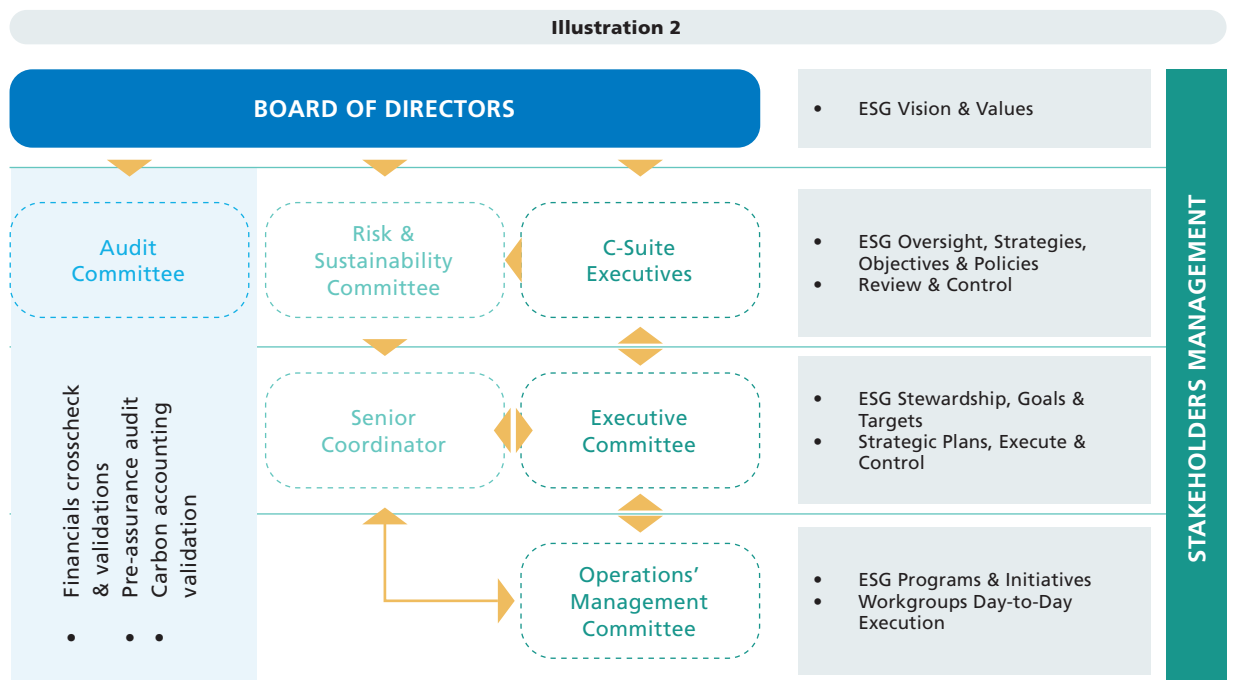 Illustration 2
BOARD OF DIRECTORS
• ESG Vision & Values
Audit
Committee
Risk &
Sustainability
Committee
C-Suite
Executives
• ESG Oversight, Strategies,
Objectives & Policies
• Review & Control
Senior
Coordinator
Executive
Committee
• ESG Stewardship, Goals &
Targets
• Strategic Plans, Execute &
Control
Operations’
Management
Committee
• ESG Programs & Initiatives
• Workgroups Day-to-Day
Execution
• Financials crosscheck
& validations
• Pre-assurance audit
• Carbon accounting
validation
STAKEHOLDERS MANAGEMENT